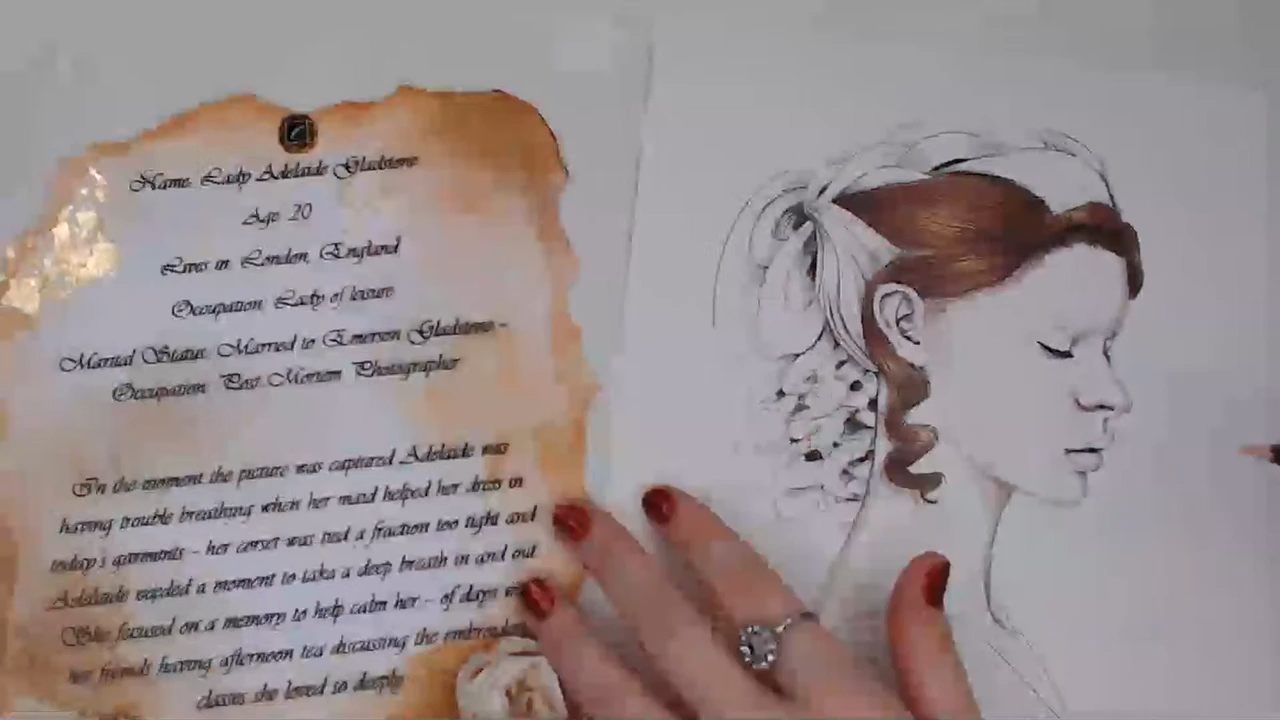 Name: Lady Adelaide Gladstone
Age: 20
Lives in: London, England
Occupation: Lady of leisure
Marital Status: Married to Emerson Gladstone -
Occupation: Post Mortem Photographer
In the moment the picture was captured Adelaide was
having trouble breathing when her maid helped her dress in
today's garments - her corset was tied a fraction too tight and
Adelaide needed a moment to take a deep breath in and out
She focused on a memory to help calm her - of days
her friends having afternoon tea discussing the embroidery
classes she loved so deeply